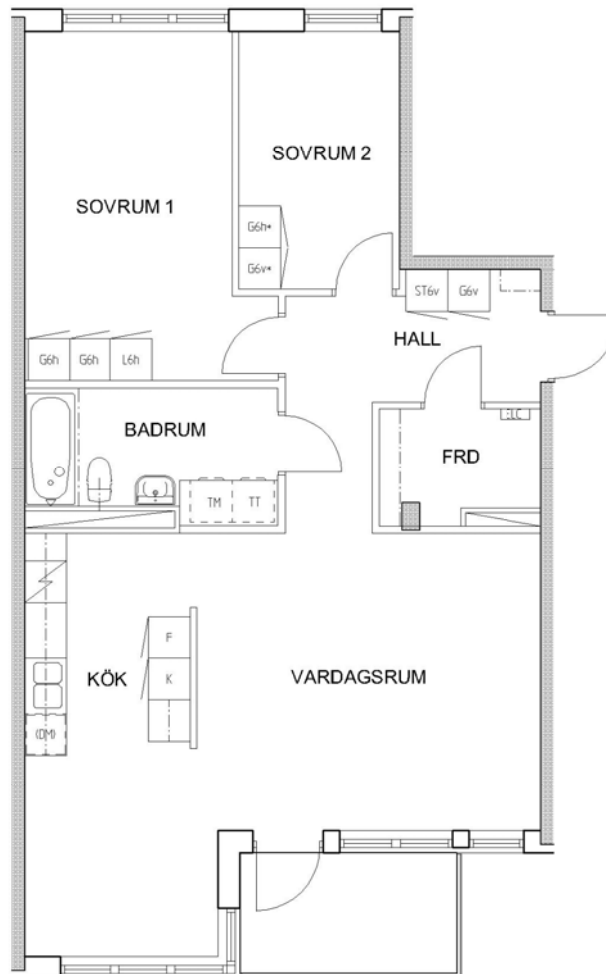 SOVRUM 2
SOVRUM 1
G6h*
G6v*
ST6v G6v
HALL
G6h G6h L6h
BADRUM
ELC
FRD
TM TT
F
KÖK
K
VARDAGSRUM
(DM)